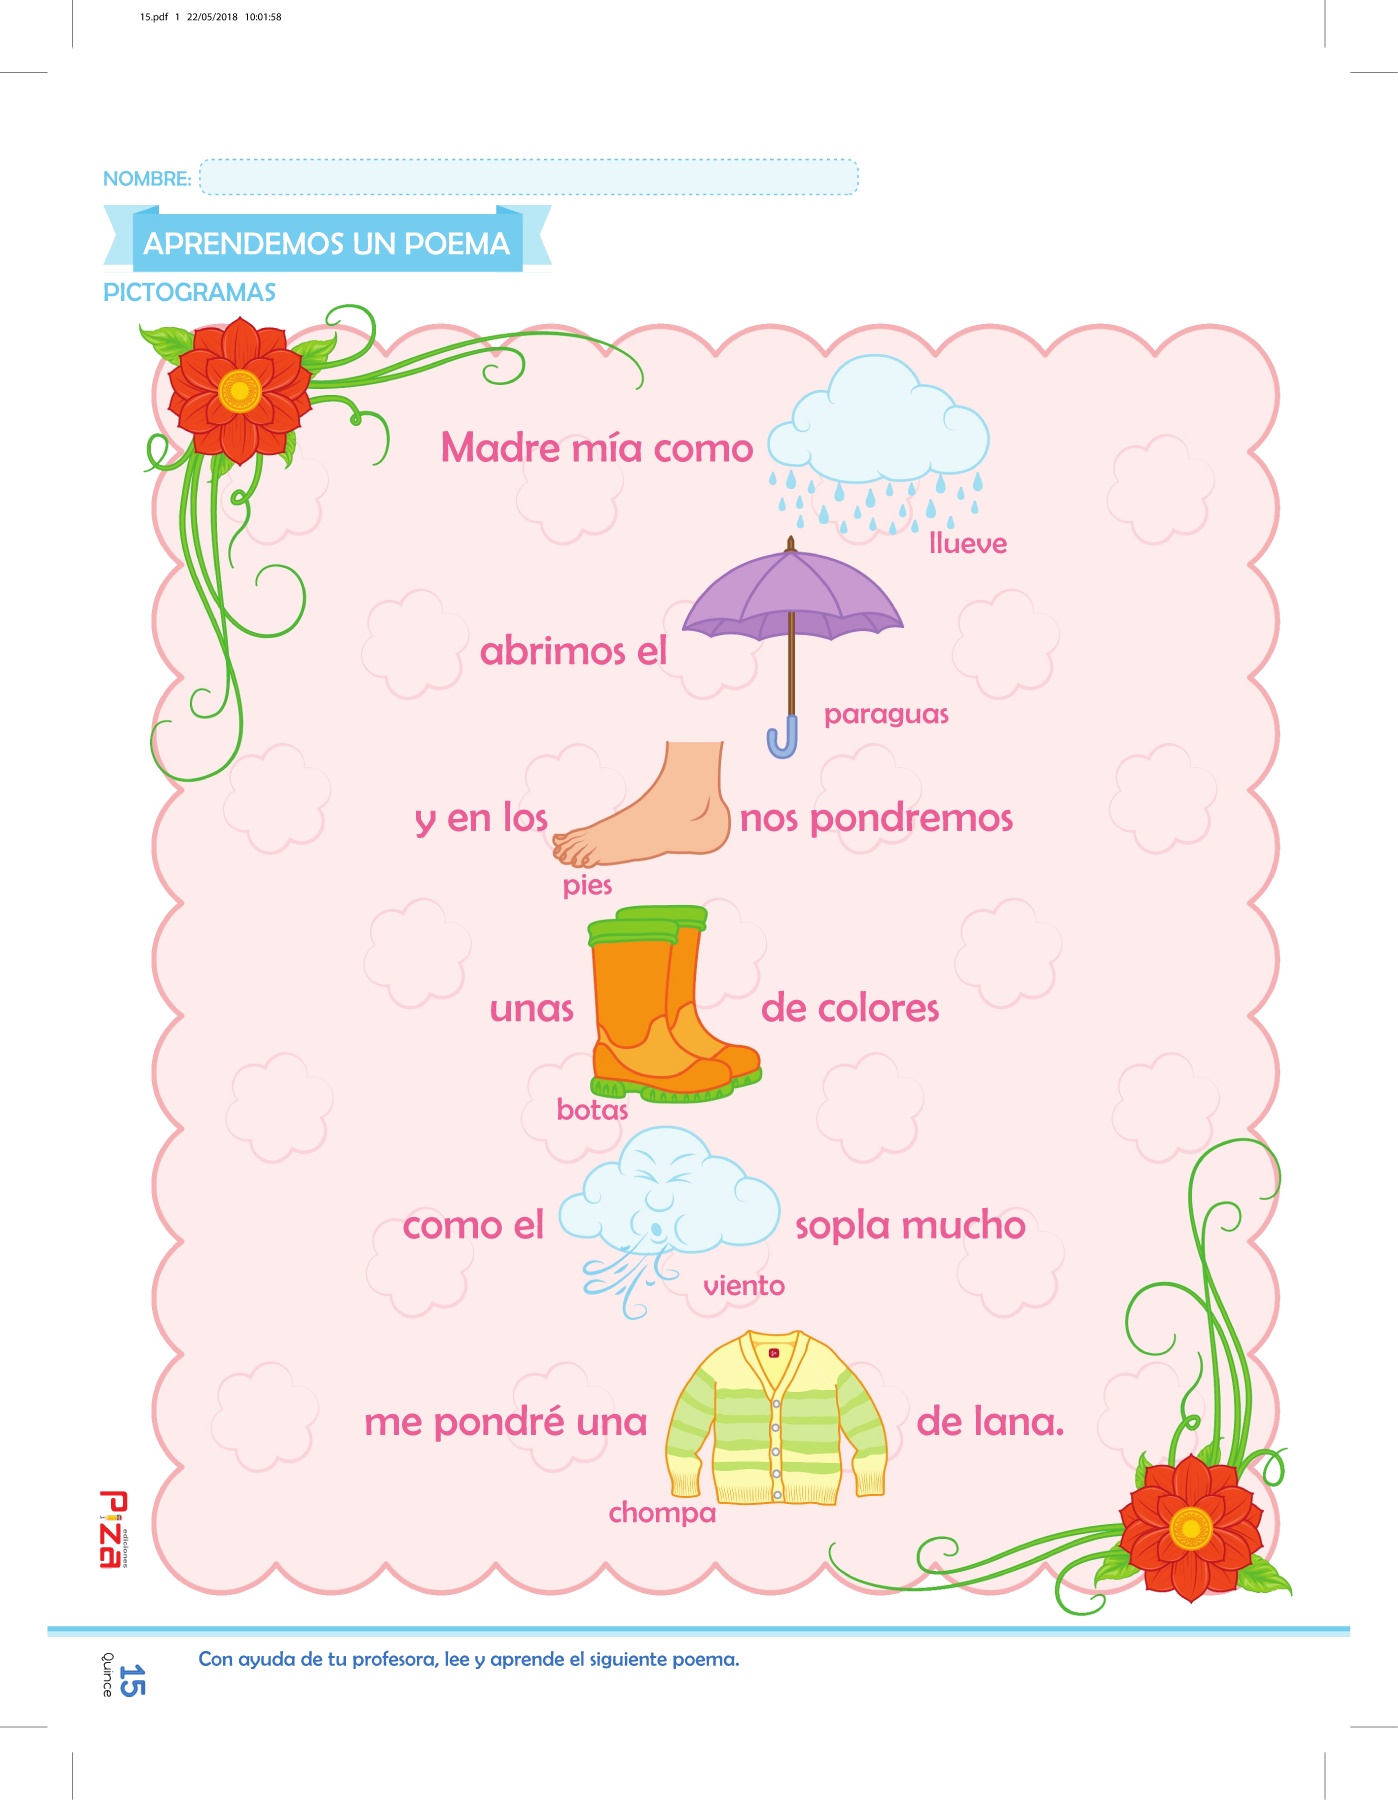 15.pdf 1 22/05/2018 10:01:58
NOMBRE:
APRENDEMOS UN POEMA
PICTOGRAMAS
Madre mía como
llueve
abrimos el
paraguas
y en los nos pondremos
pies
unas de colores
botas
como el sopla mucho
viento
me pondré una de lana.
chompa
Piza
ediciones
Con ayuda de tu profesora, lee y aprende el siguiente poema.
15
Quince